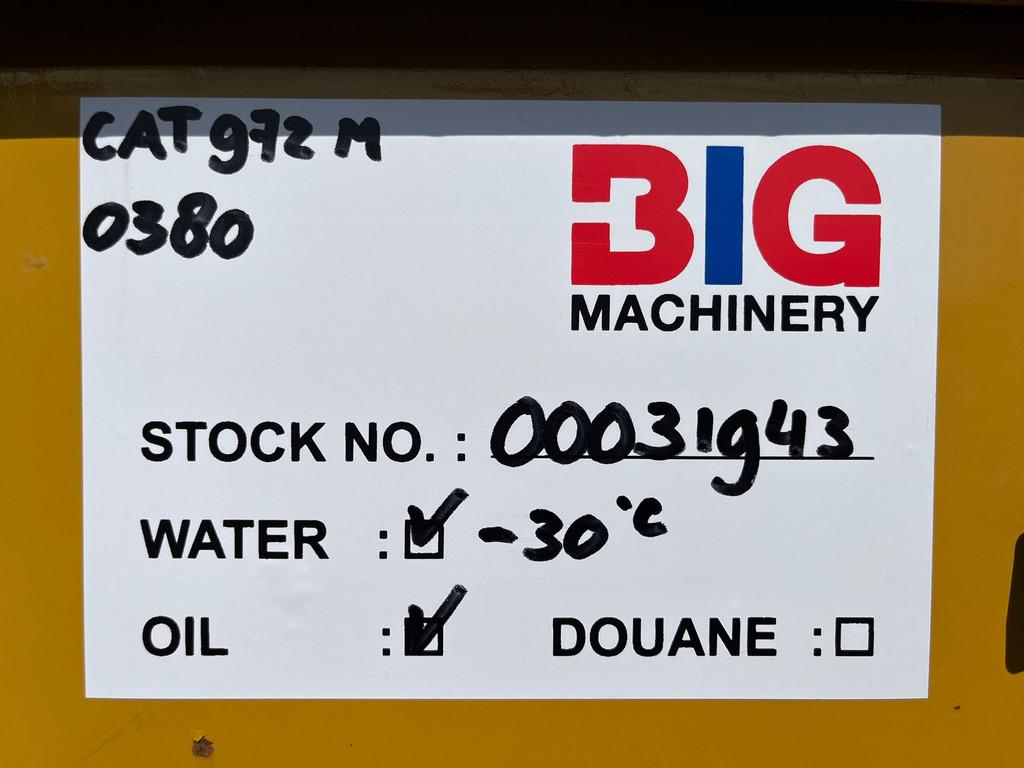 CAT 972 M
0380
BIG
MACHINERY
STOCK NO. : 00031943
WATER : ☑ -30 °C
OIL : ☑ DOUANE : ☐